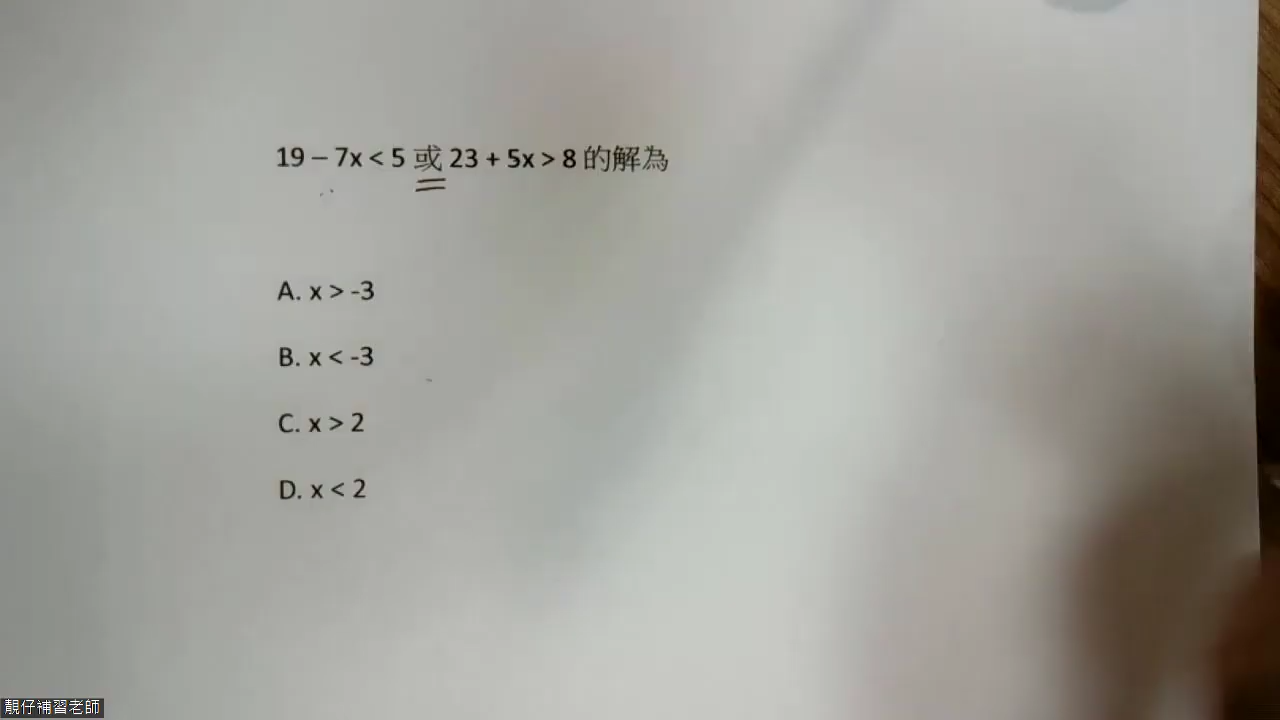 19 – 7x < 5 或 23 + 5x > 8 的解為
A. x > -3
B. x < -3
C. x > 2
D. x < 2
靚仔補習老師